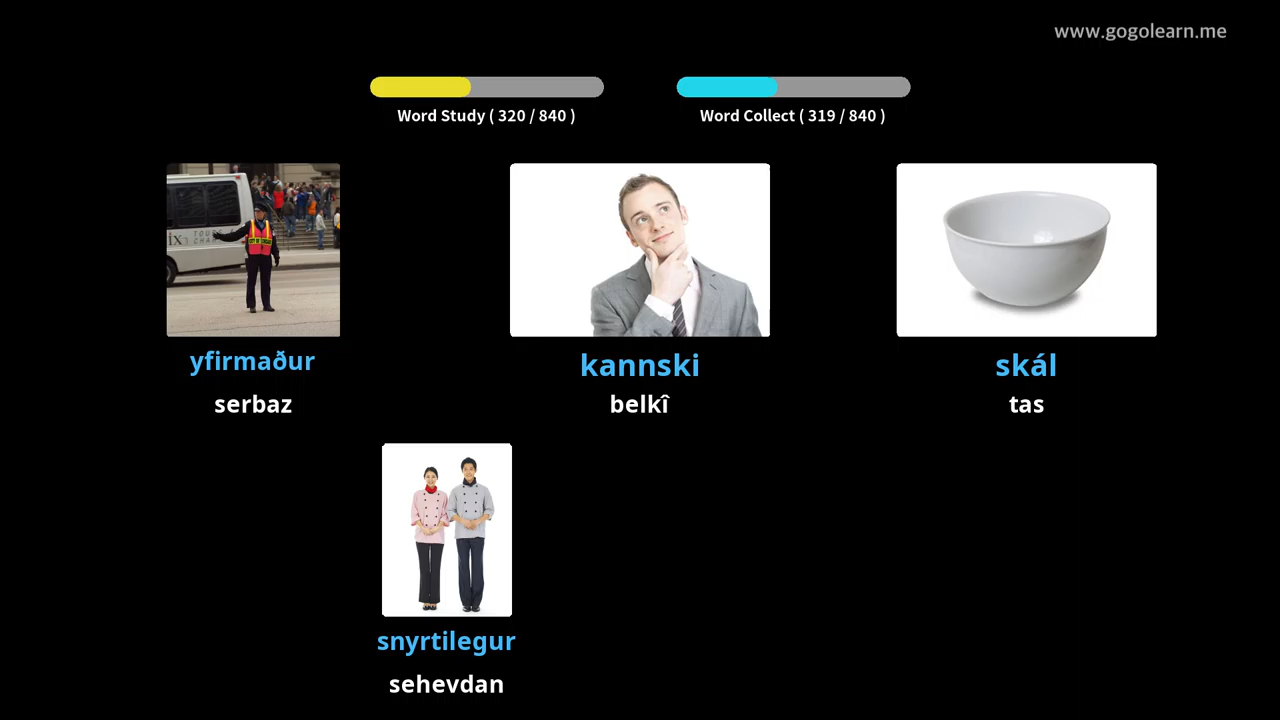 www.gogolearn.me
Word Study ( 320 / 840 )
Word Collect ( 319 / 840 )
yfirmaður
kannski
skál
serbaz
belkî
tas
snyrtilegur
sehevdan